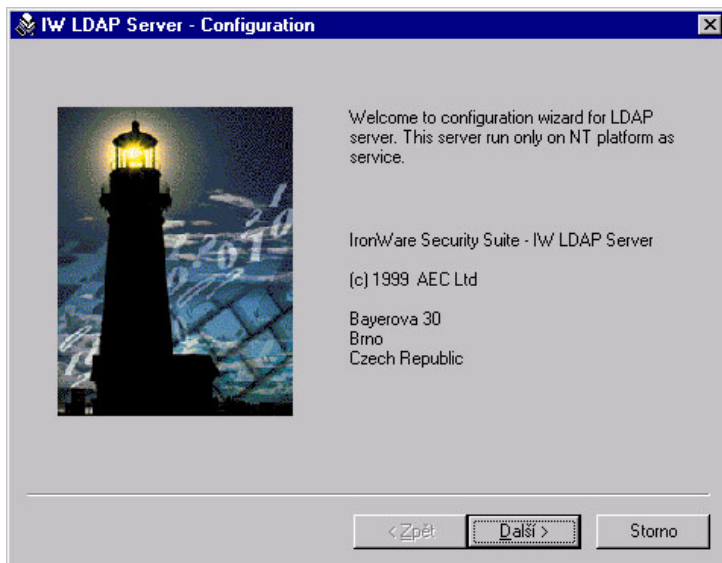 IW LDAP Server - Configuration
Welcome to configuration wizard for LDAP
server. This server run only on NT platform as
service.
IronWare Security Suite - IW LDAP Server
(c) 1999 AEC Ltd
Bayerova 30
Brno
Czech Republic
< Zpět
Další >
Storno